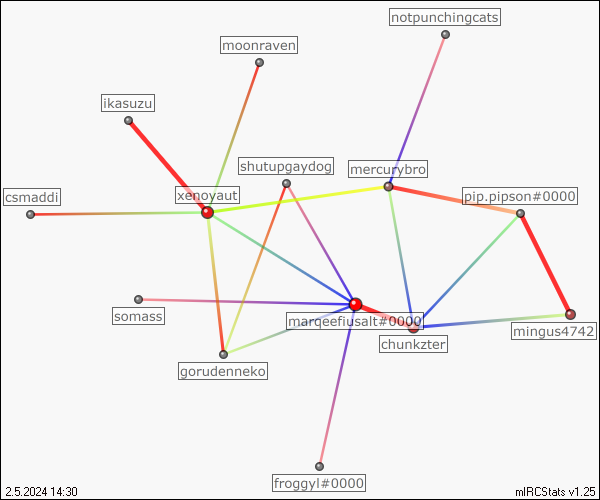 notpunchingcats
moonraven
ikasuzu
shutupgaydog
mercurybro
csmaddi
xenoyaut
pip.pipson#0000
somass
marqeefiusalt#0000
mingus4742
chunkzter
gorudenneko
froggyl#0000
2.5.2024 14:30
mIRCStats v1.25